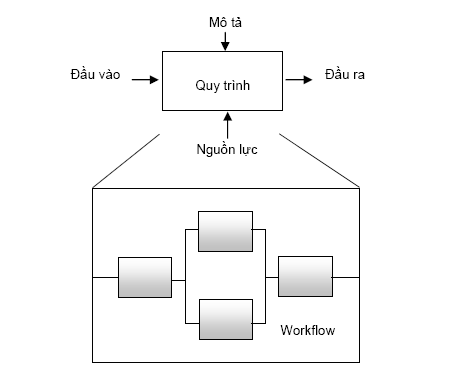 Mô tả
Đầu vào
Quy trình
Đầu ra
Nguồn lực
Workflow